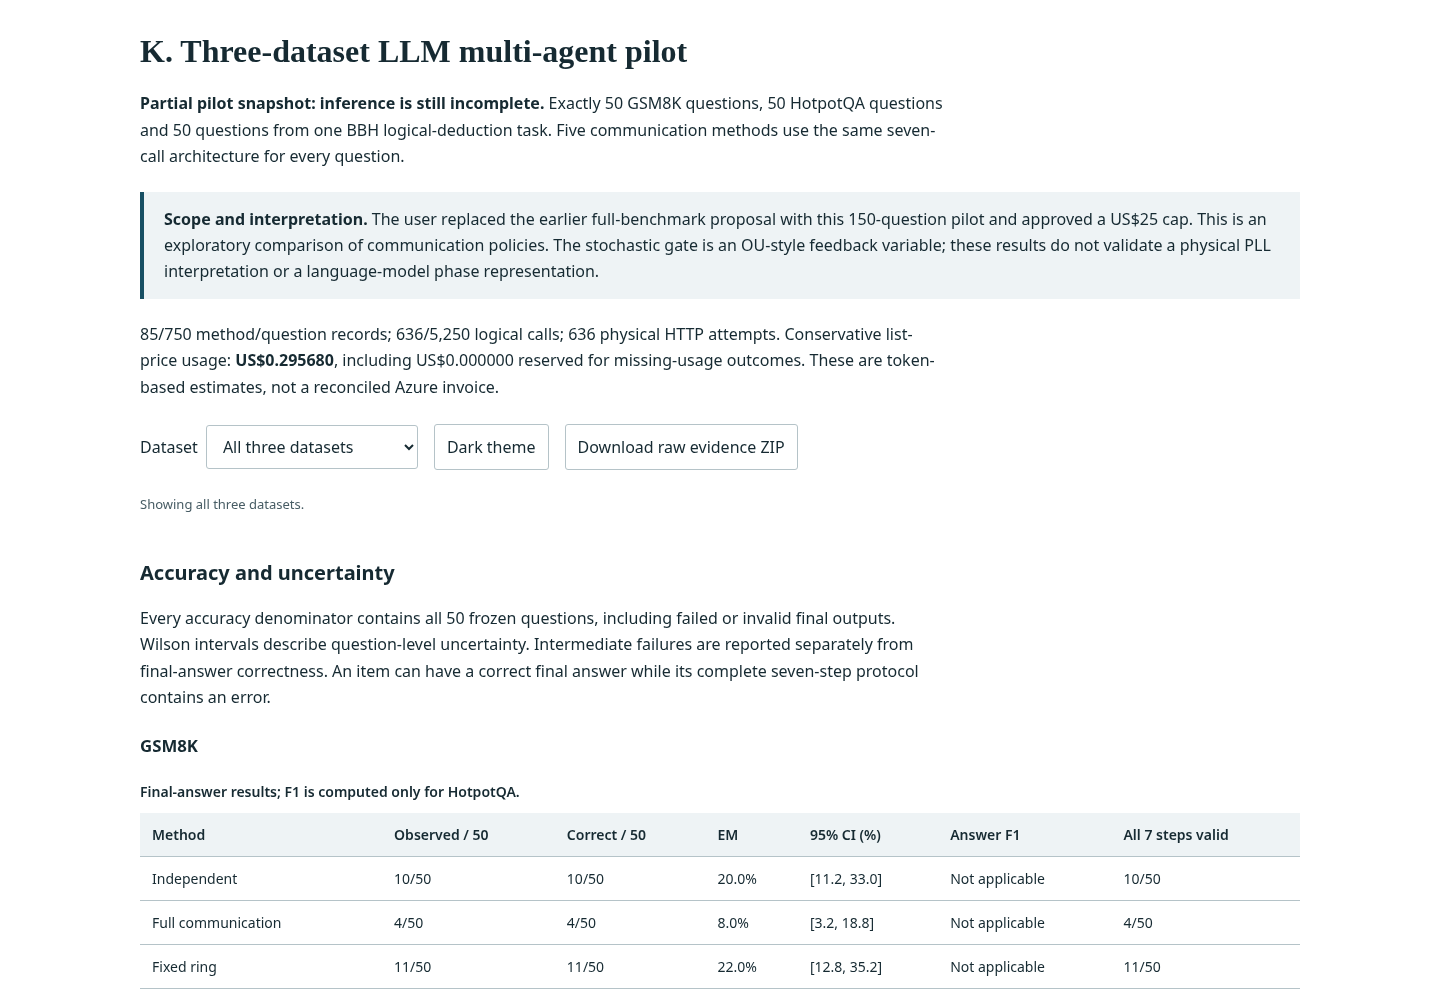 K. Three-dataset LLM multi-agent pilot
Partial pilot snapshot: inference is still incomplete. Exactly 50 GSM8K questions, 50 HotpotQA questions
and 50 questions from one BBH logical-deduction task. Five communication methods use the same seven-
call architecture for every question.
Scope and interpretation. The user replaced the earlier full-benchmark proposal with this 150-question pilot and approved a US$25 cap. This is an
exploratory comparison of communication policies. The stochastic gate is an OU-style feedback variable; these results do not validate a physical PLL
interpretation or a language-model phase representation.
85/750 method/question records; 636/5,250 logical calls; 636 physical HTTP attempts. Conservative list-
price usage: US$0.295680, including US$0.000000 reserved for missing-usage outcomes. These are token-
based estimates, not a reconciled Azure invoice.
Dataset All three datasets Dark theme Download raw evidence ZIP
Showing all three datasets.
Accuracy and uncertainty
Every accuracy denominator contains all 50 frozen questions, including failed or invalid final outputs.
Wilson intervals describe question-level uncertainty. Intermediate failures are reported separately from
final-answer correctness. An item can have a correct final answer while its complete seven-step protocol
contains an error.
GSM8K
Final-answer results; F1 is computed only for HotpotQA.
Method Observed / 50 Correct / 50 EM 95% CI (%) Answer F1 All 7 steps valid
Independent 10/50 10/50 20.0% [11.2, 33.0] Not applicable 10/50
Full communication 4/50 4/50 8.0% [3.2, 18.8] Not applicable 4/50
Fixed ring 11/50 11/50 22.0% [12.8, 35.2] Not applicable 11/50